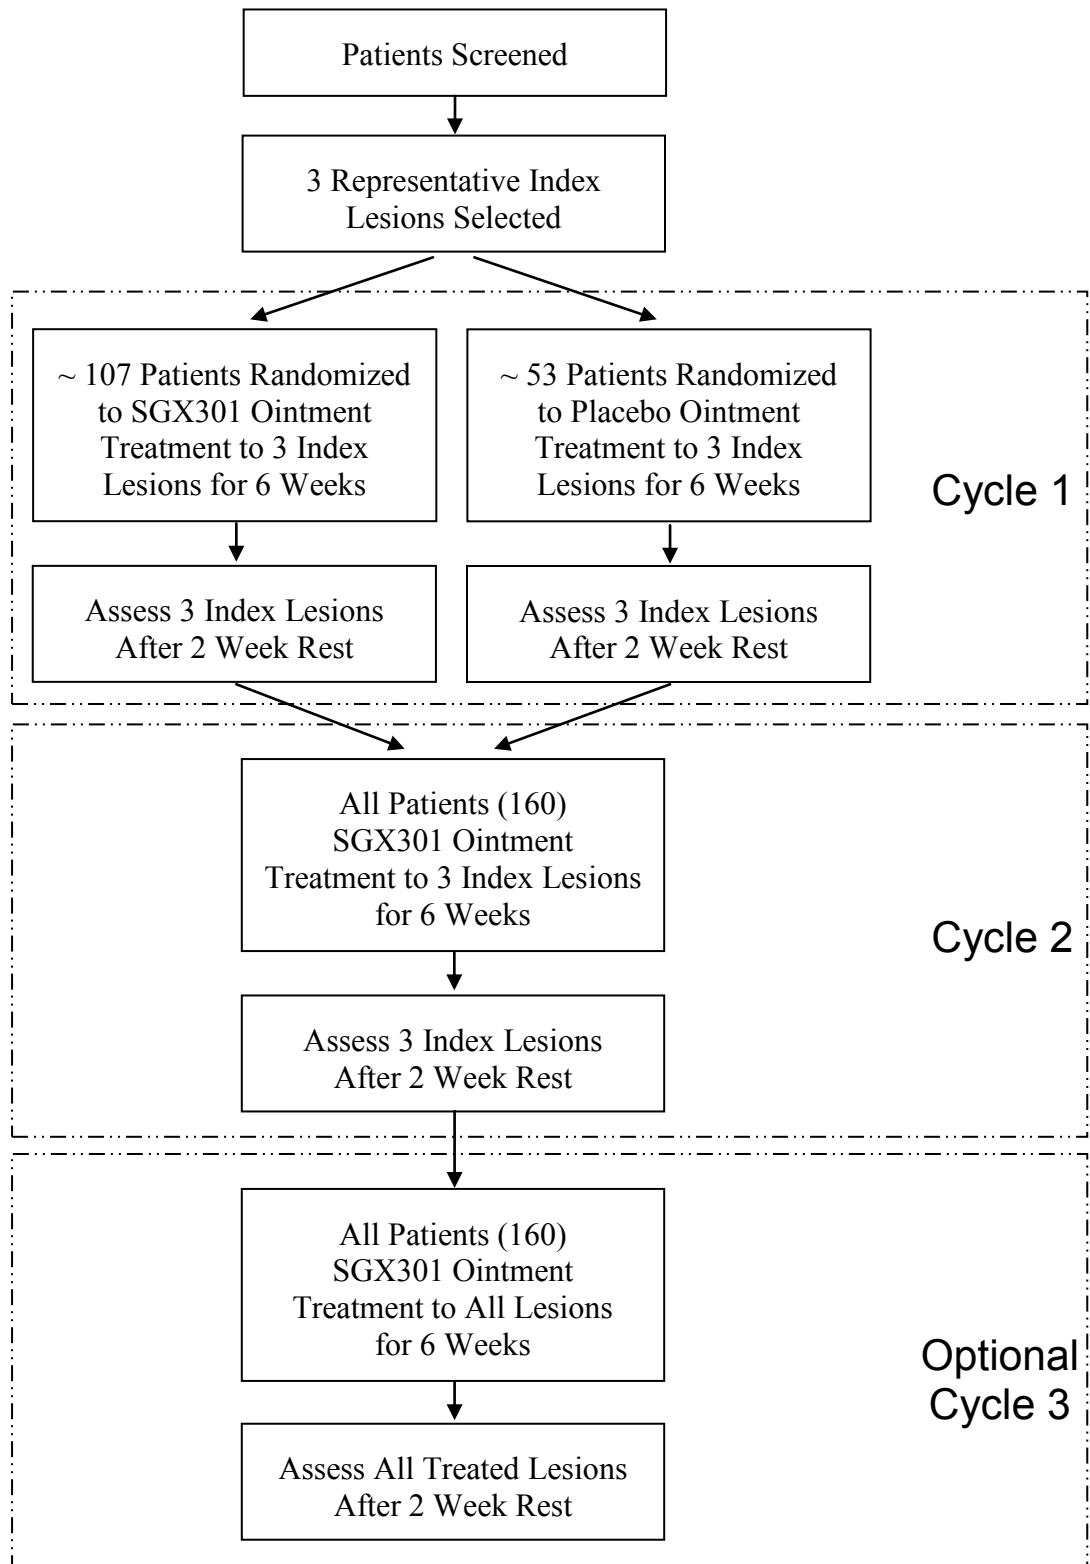 Patients Screened
3 Representative Index
Lesions Selected
~ 107 Patients Randomized
to SGX301 Ointment
Treatment to 3 Index
Lesions for 6 Weeks
~ 53 Patients Randomized
to Placebo Ointment
Treatment to 3 Index
Lesions for 6 Weeks
Cycle 1
Assess 3 Index Lesions
After 2 Week Rest
Assess 3 Index Lesions
After 2 Week Rest
All Patients (160)
SGX301 Ointment
Treatment to 3 Index Lesions
for 6 Weeks
Cycle 2
Assess 3 Index Lesions
After 2 Week Rest
All Patients (160)
SGX301 Ointment
Treatment to All Lesions
for 6 Weeks
Optional
Cycle 3
Assess All Treated Lesions
After 2 Week Rest